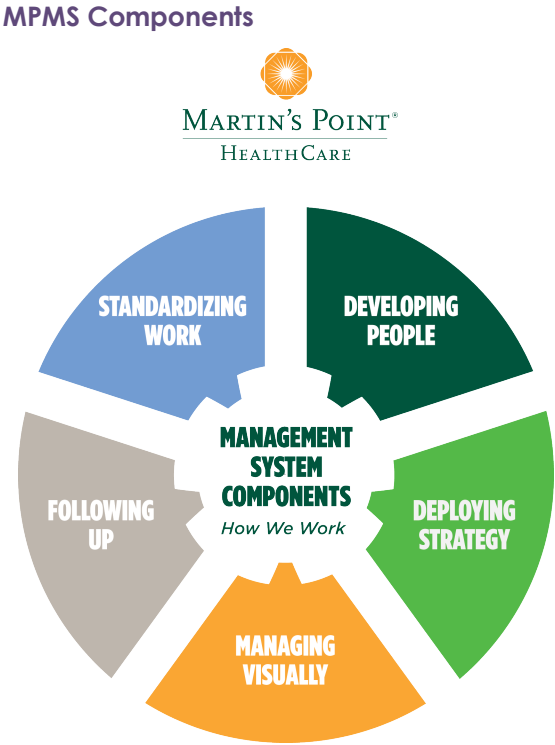 MPMS Components
MARTIN'S POINT®
HEALTHCARE
STANDARDIZING
WORK
DEVELOPING
PEOPLE
MANAGEMENT
SYSTEM
COMPONENTS
How We Work
FOLLOWING
UP
DEPLOYING
STRATEGY
MANAGING
VISUALLY